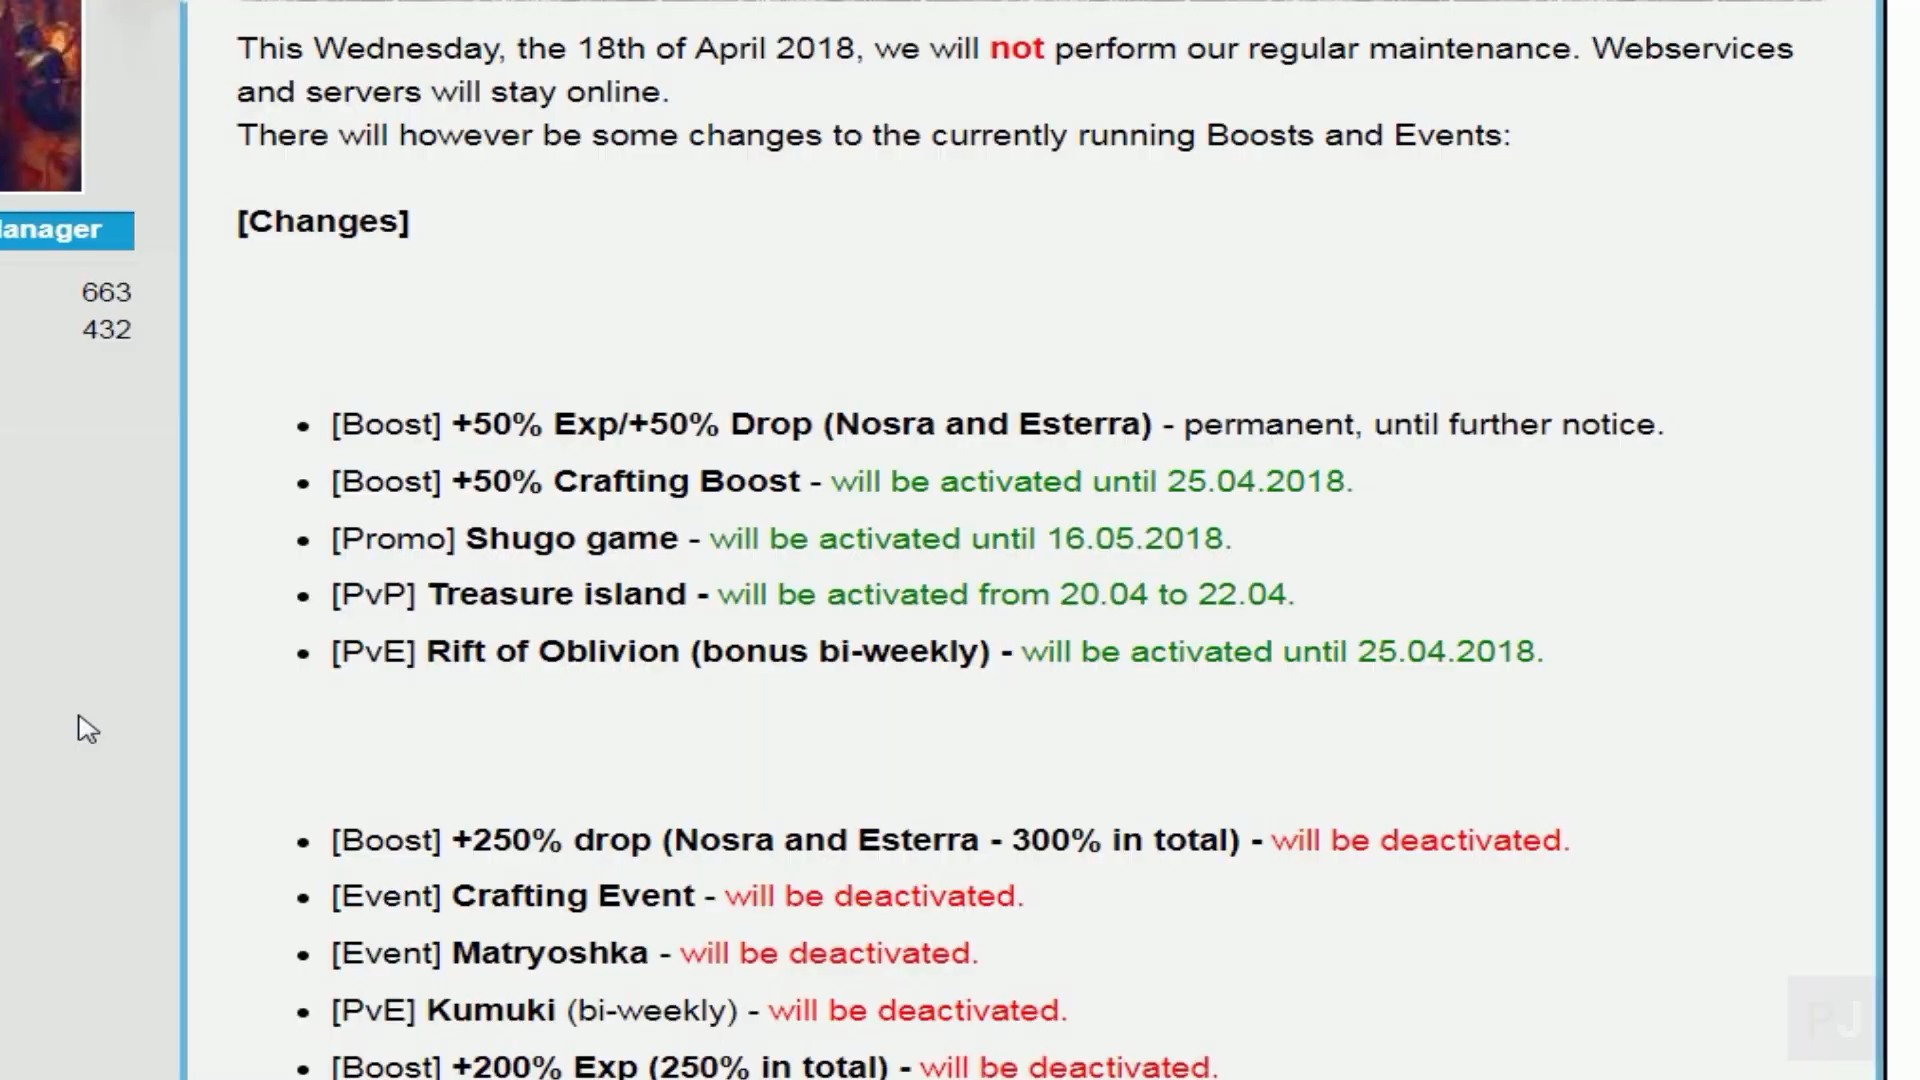 This Wednesday, the 18th of April 2018, we will not perform our regular maintenance. Webservices
and servers will stay online.
There will however be some changes to the currently running Boosts and Events:
[Changes]
anager
663
432
• [Boost] +50% Exp/+50% Drop (Nosra and Esterra) - permanent, until further notice.
• [Boost] +50% Crafting Boost - will be activated until 25.04.2018.
• [Promo] Shugo game - will be activated until 16.05.2018.
• [PvP] Treasure island - will be activated from 20.04 to 22.04.
• [PvE] Rift of Oblivion (bonus bi-weekly) - will be activated until 25.04.2018.
• [Boost] +250% drop (Nosra and Esterra - 300% in total) - will be deactivated.
• [Event] Crafting Event - will be deactivated.
• [Event] Matryoshka - will be deactivated.
• [PvE] Kumuki (bi-weekly) - will be deactivated.
• [Boost] +200% Exp (250% in total) - will be deactivated.
PJ